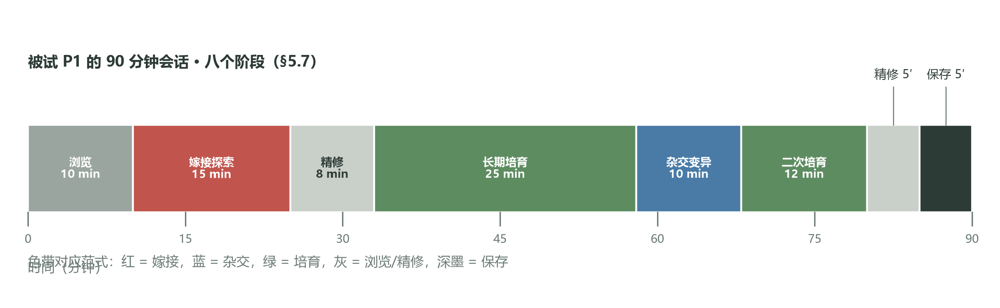 被试 P1 的 90 分钟会话 • 八个阶段（§5.7）
精修 5′
保存 5′
浏览
10 min
嫁接探索
15 min
精修
8 min
长期培育
25 min
杂交变异
10 min
二次培育
12 min
0
15
30
45
60
75
90
色带对应范式：红 = 嫁接，蓝 = 杂交，绿 = 培育，灰 = 浏览/精修，深墨 = 保存
时间（分钟）